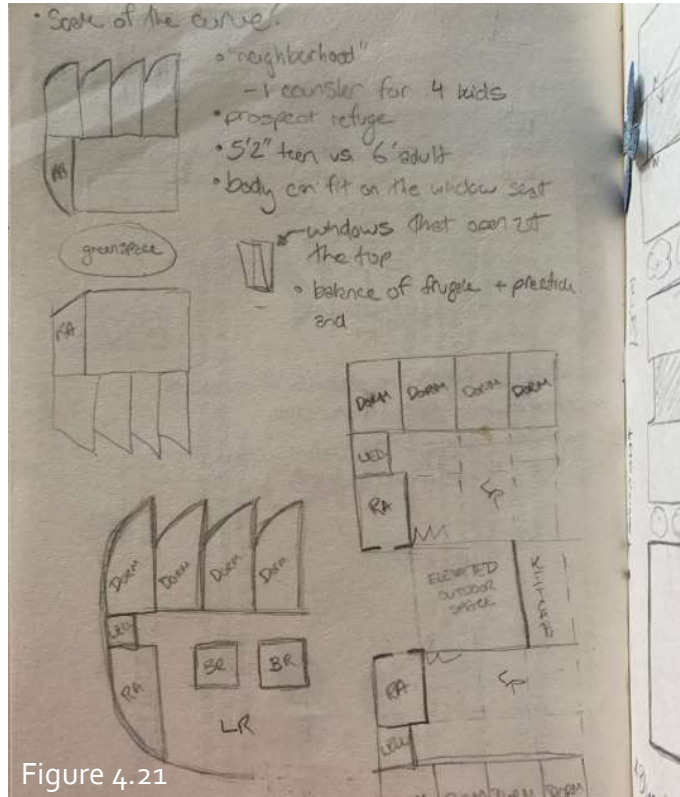 • Scale of the curve!
• "neighborhood"
- 1 counsler for 4 kids
• prospect refuge
• 5'2" teen vs 6' adult
• body can fit on the window seat
windows that open at
the top
• balance of frugale +
and
RA
greenspace
RA
DORM DORM DORM DORM
RA
ELEVATED
OUTDOOR
SPACE
KITCHEN
DORM DORM DORM DORM
BR BR
RA
LR
RA
DORM DORM DORM DORM
Figure 4.21